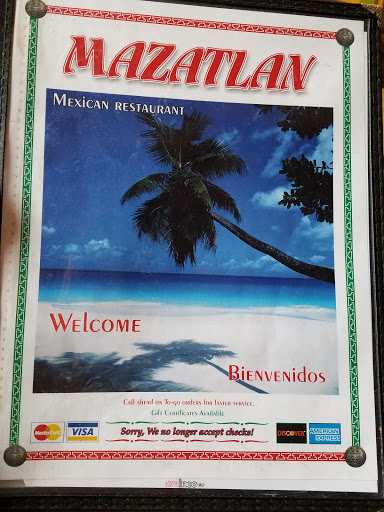 MAZATLAN
MEXICAN RESTAURANT
WELCOME
BIENVENIDOS
CALL AHEAD ON TO-GO ORDERS FOR FASTER SERVICE.
GIFT CERTIFICATES AVAILABLE
MasterCard VISA Sorry, We no longer accept checks! DISCOVER AMERICAN EXPRESS